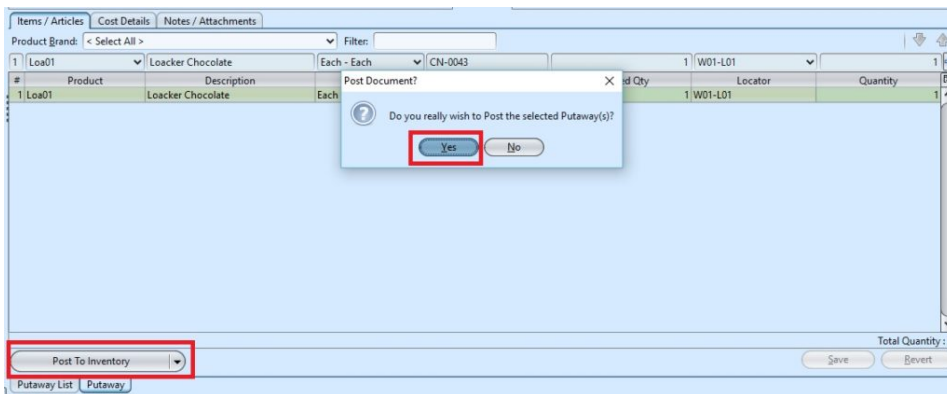 Items / Articles Cost Details Notes / Attachments
Product Brand: < Select All > Filter:
1 Loa01 Loacker Chocolate Each - Each CN-0043 1 W01-L01 1
# Product Description Post Document? Qty Locator Quantity
1 Loa01 Loacker Chocolate Each 1 W01-L01 1
Do you really wish to Post the selected Putaway(s)?
Yes No
Total Quantity :
Post To Inventory Save Revert
Putaway List Putaway